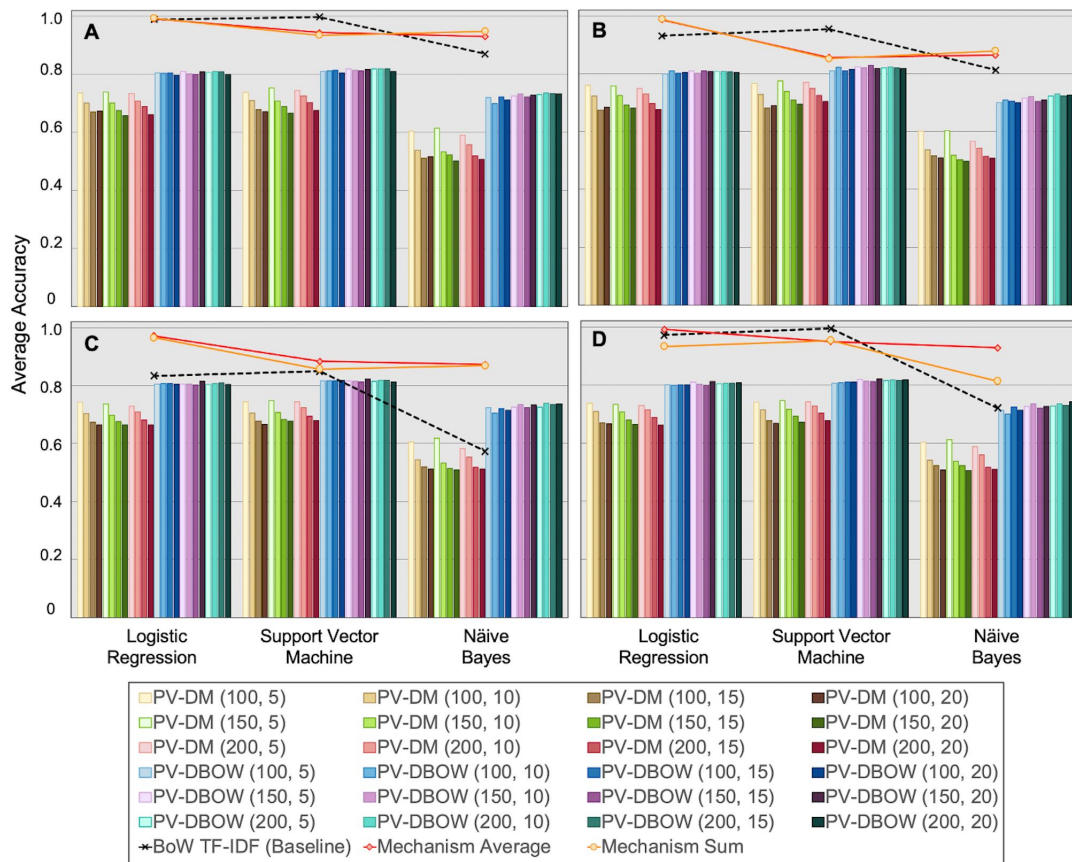 Average Accuracy
1.0
0.8
0.6
0.4
0.2
0
A
B
1.0
0.8
0.6
0.4
0.2
0
C
D
Logistic Regression
Support Vector Machine
Näive Bayes
Logistic Regression
Support Vector Machine
Näive Bayes
PV-DM (100, 5) PV-DM (100, 10) PV-DM (100, 15) PV-DM (100, 20)
PV-DM (150, 5) PV-DM (150, 10) PV-DM (150, 15) PV-DM (150, 20)
PV-DM (200, 5) PV-DM (200, 10) PV-DM (200, 15) PV-DM (200, 20)
PV-DBOW (100, 5) PV-DBOW (100, 10) PV-DBOW (100, 15) PV-DBOW (100, 20)
PV-DBOW (150, 5) PV-DBOW (150, 10) PV-DBOW (150, 15) PV-DBOW (150, 20)
PV-DBOW (200, 5) PV-DBOW (200, 10) PV-DBOW (200, 15) PV-DBOW (200, 20)
BoW TF-IDF (Baseline) Mechanism Average Mechanism Sum